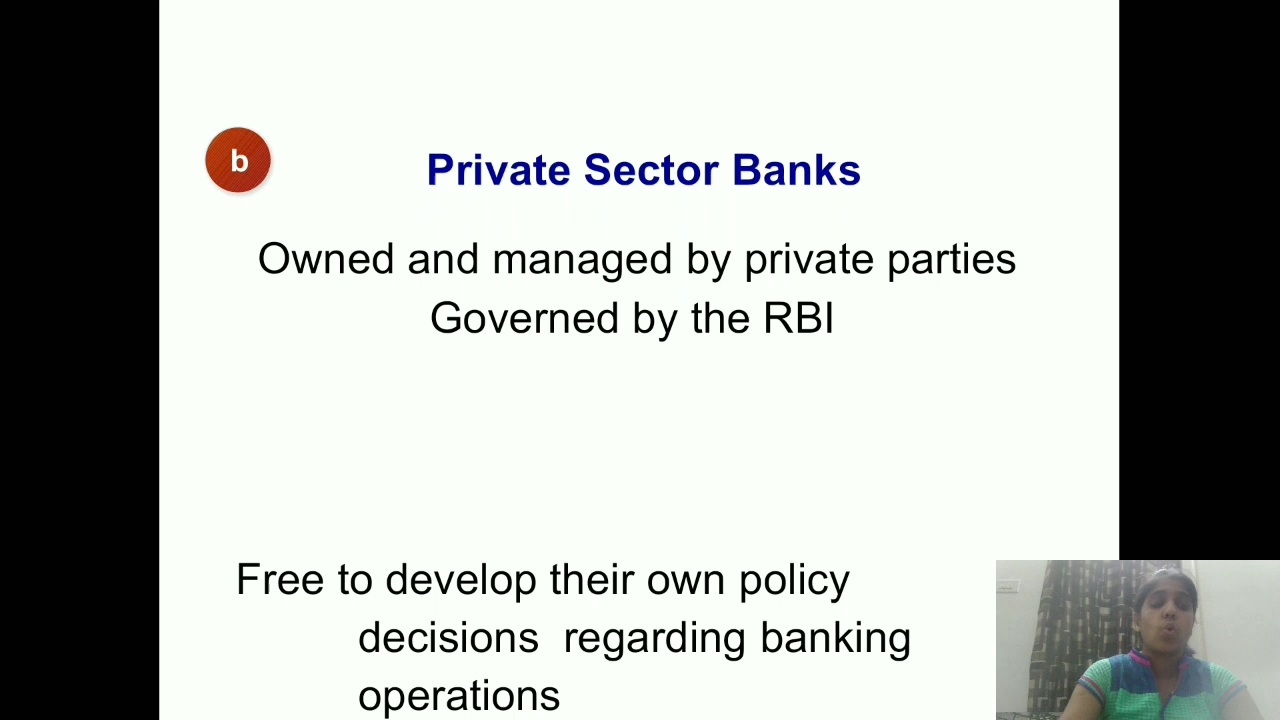 b
Private Sector Banks
Owned and managed by private parties
Governed by the RBI
Free to develop their own policy
decisions regarding banking
operations